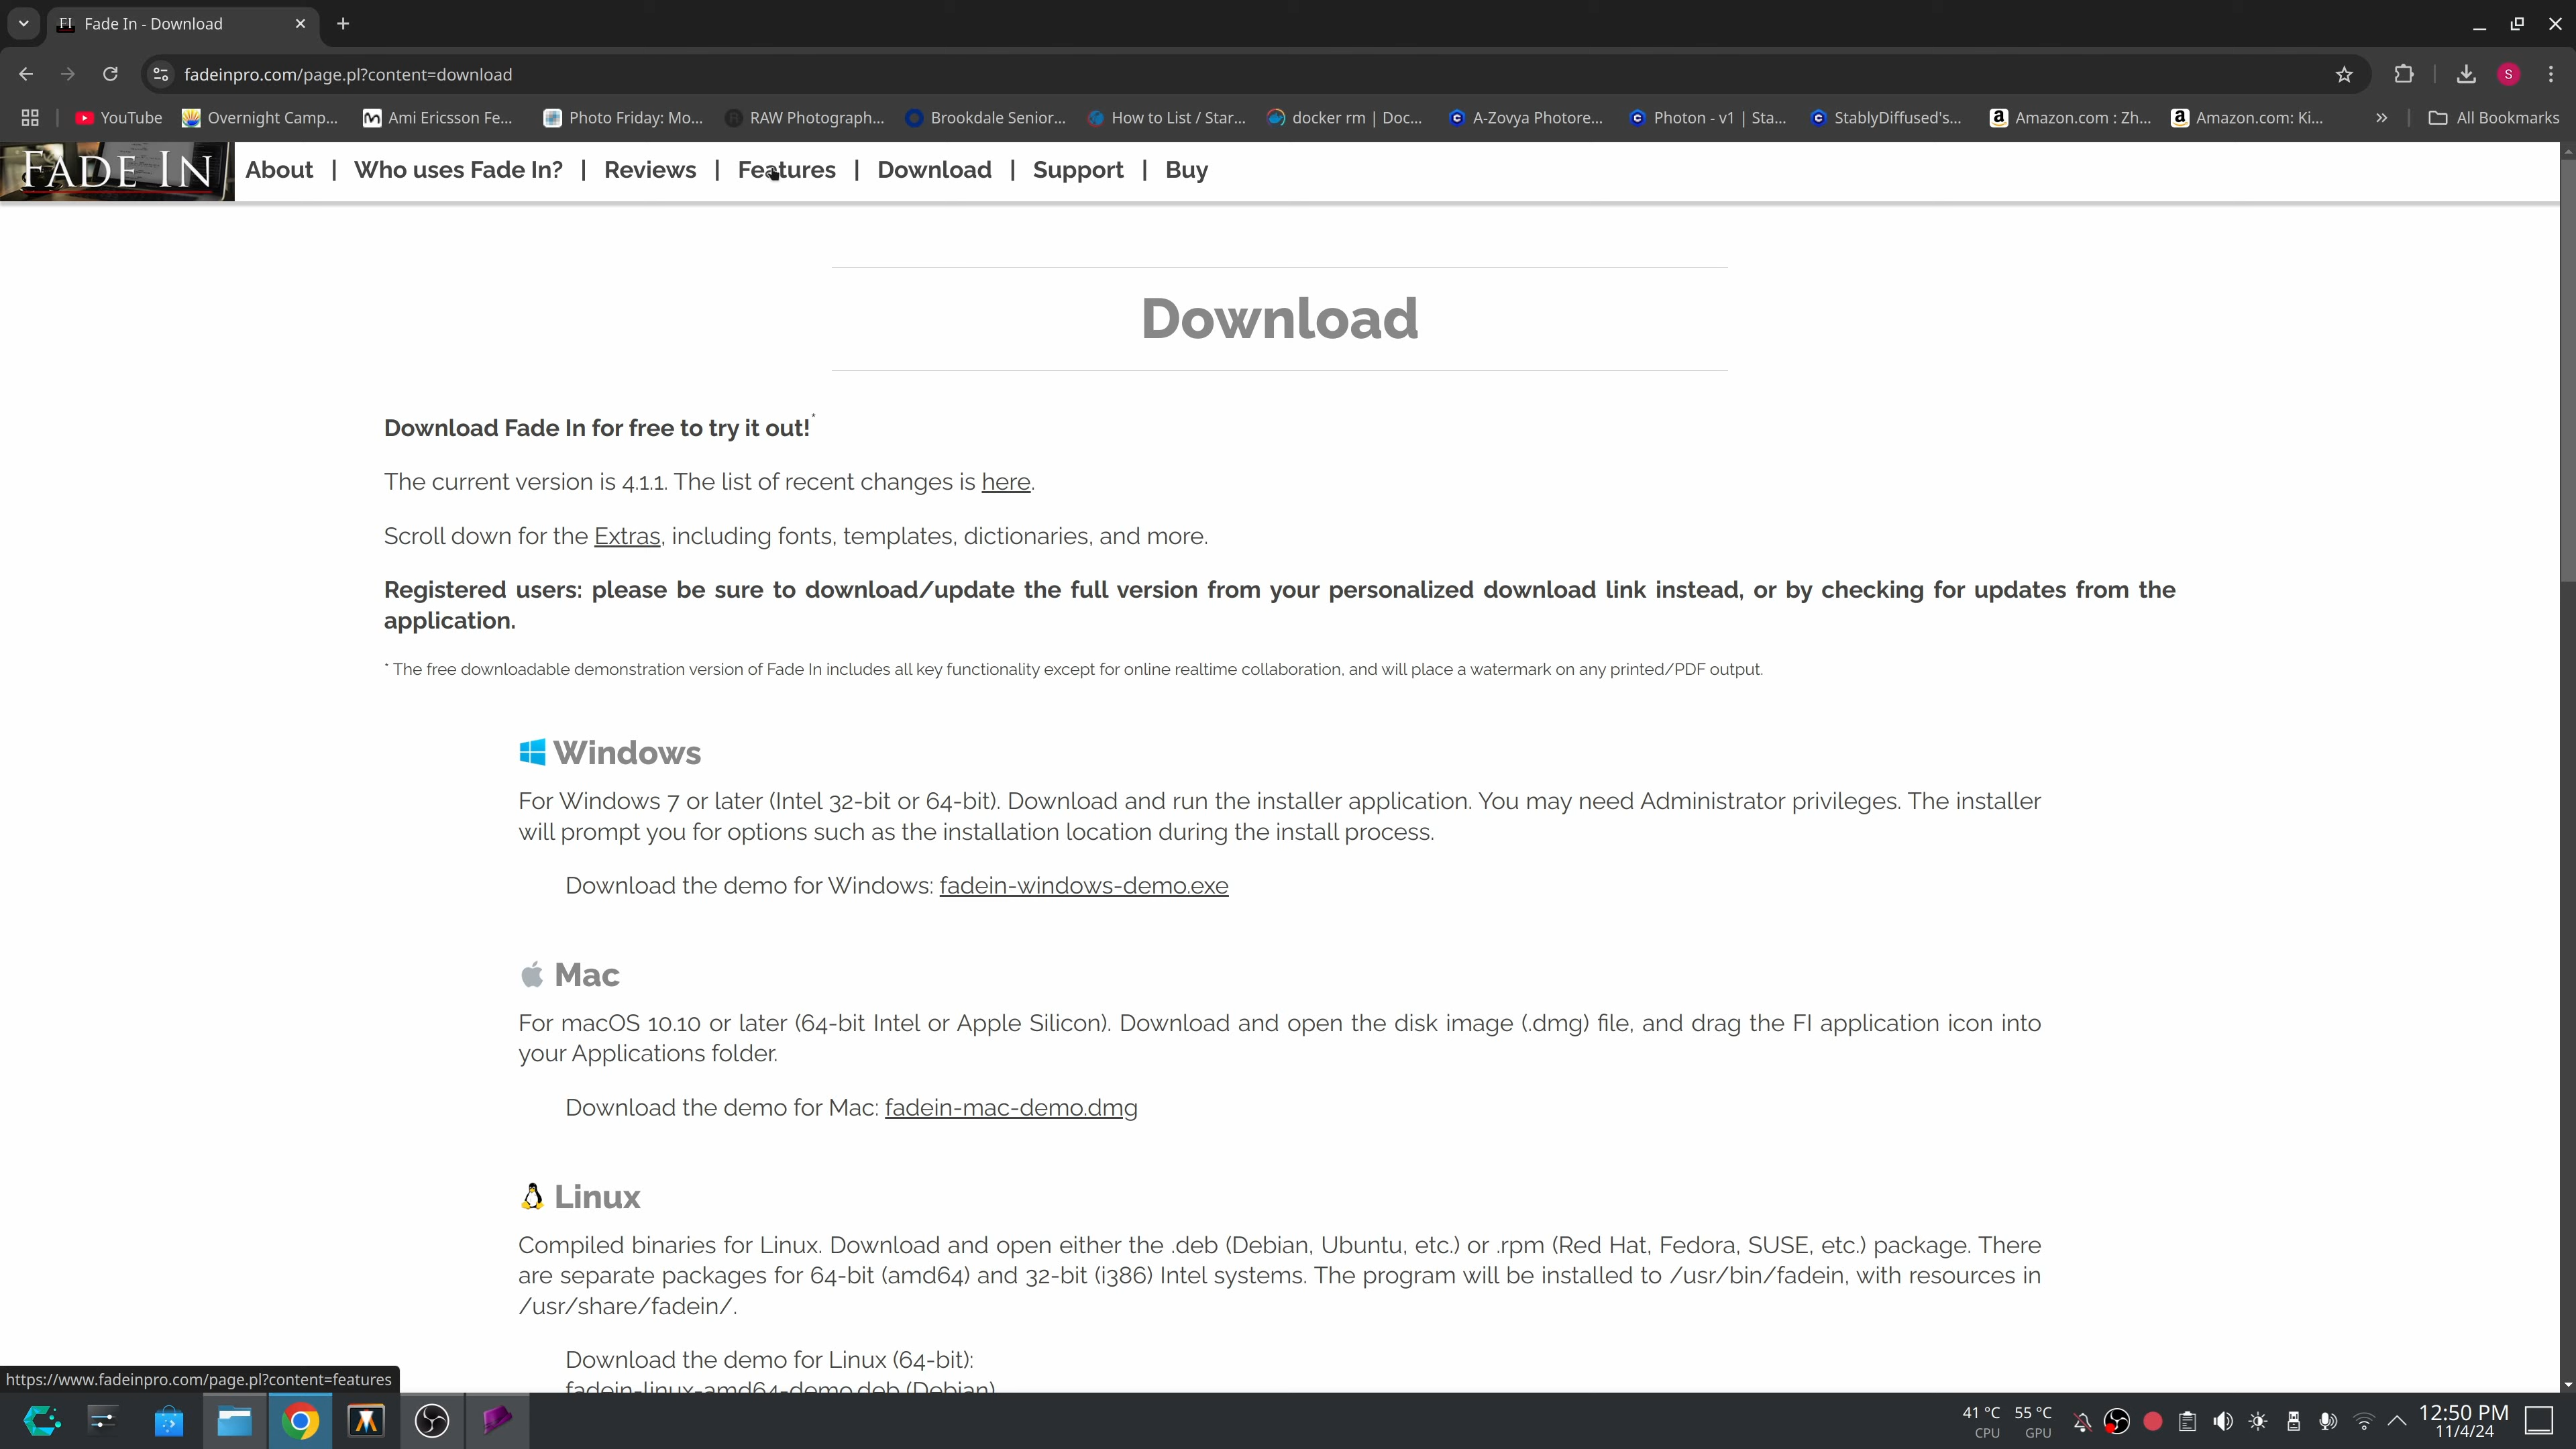 Fade In - Download
fadeinpro.com/page.pl?content=download
S
YouTube Overnight Camp... Ami Ericsson Fe... Photo Friday: Mo... RAW Photograph... Brookdale Senior... How to List / Star... docker rm | Doc... A-Zovya Photore... Photon - v1 | Sta... StablyDiffused's... Amazon.com : Zh... Amazon.com: Ki... » All Bookmarks
FADE IN About | Who uses Fade In? | Reviews | Features | Download | Support | Buy
Download
Download Fade In for free to try it out!*
The current version is 4.1.1. The list of recent changes is here.
Scroll down for the Extras, including fonts, templates, dictionaries, and more.
Registered users: please be sure to download/update the full version from your personalized download link instead, or by checking for updates from the
application.
* The free downloadable demonstration version of Fade In includes all key functionality except for online realtime collaboration, and will place a watermark on any printed/PDF output.
Windows
For Windows 7 or later (Intel 32-bit or 64-bit). Download and run the installer application. You may need Administrator privileges. The installer
will prompt you for options such as the installation location during the install process.
Download the demo for Windows: fadein-windows-demo.exe
Mac
For macOS 10.10 or later (64-bit Intel or Apple Silicon). Download and open the disk image (.dmg) file, and drag the FI application icon into
your Applications folder.
Download the demo for Mac: fadein-mac-demo.dmg
Linux
Compiled binaries for Linux. Download and open either the .deb (Debian, Ubuntu, etc.) or .rpm (Red Hat, Fedora, SUSE, etc.) package. There
are separate packages for 64-bit (amd64) and 32-bit (i386) Intel systems. The program will be installed to /usr/bin/fadein, with resources in
/usr/share/fadein/.
Download the demo for Linux (64-bit):
fadein-linux-amd64-demo.deb (Debian)
https://www.fadeinpro.com/page.pl?content=features
41 °C 55 °C
CPU GPU
12:50 PM
11/4/24